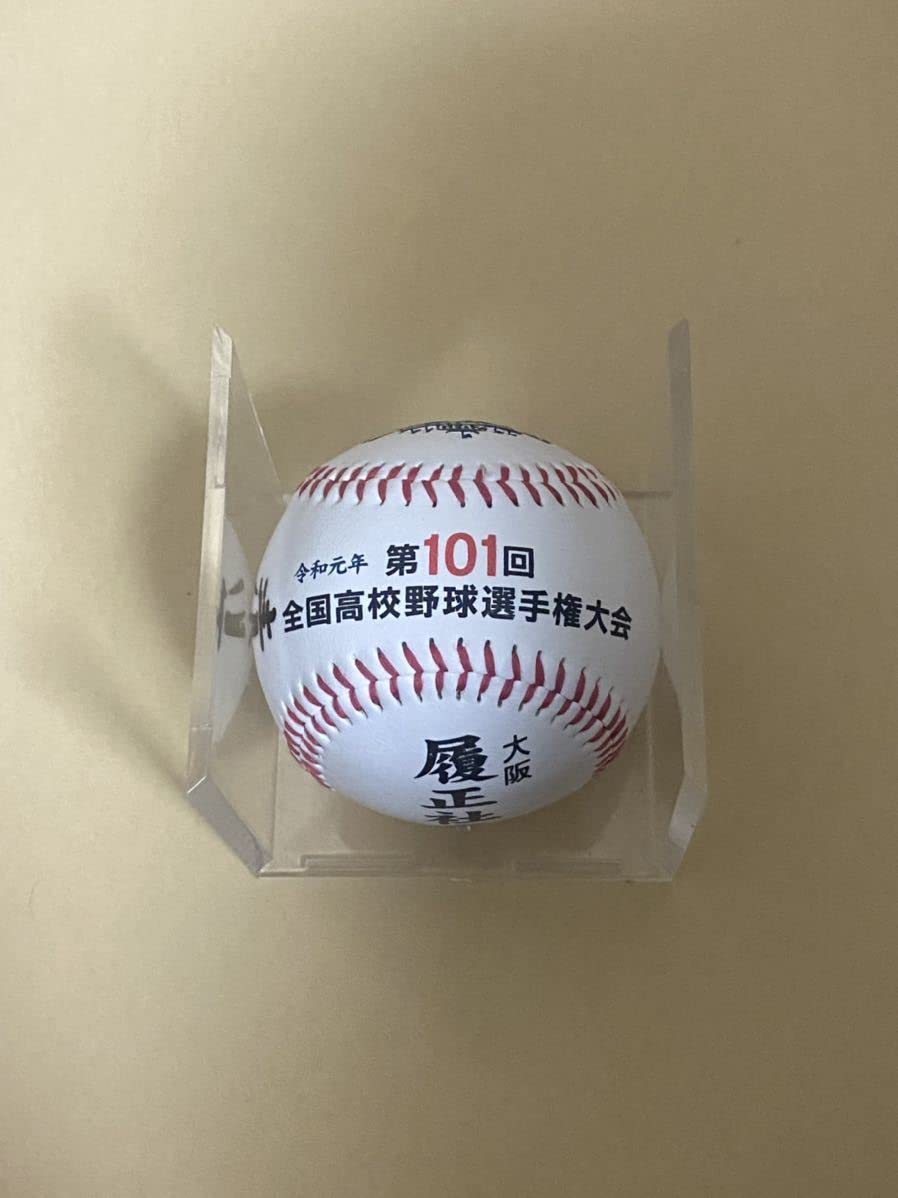 令和元年 第101回
全国高校野球選手権大会
大阪
履正社